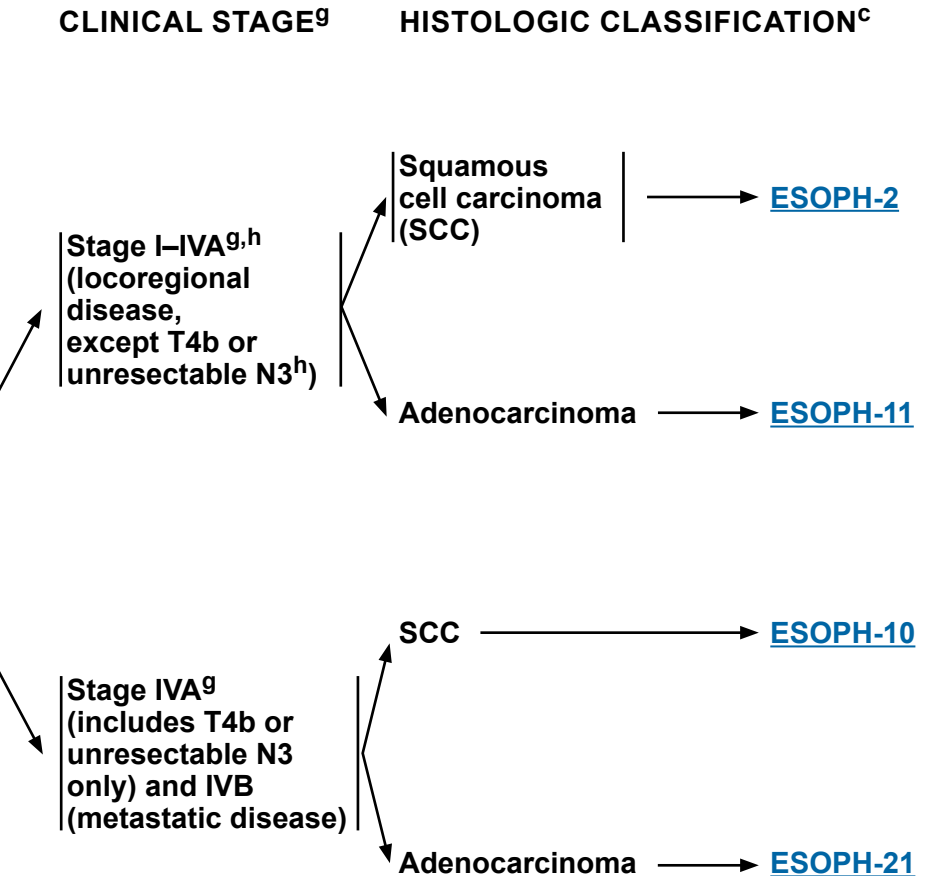 CLINICAL STAGEg HISTOLOGIC CLASSIFICATIONc
Squamous
cell carcinoma
(SCC)
ESOPH-2
Stage I–IVAg,h
(locoregional
disease,
except T4b or
unresectable N3h)
Adenocarcinoma ESOPH-11
SCC ESOPH-10
Stage IVAg
(includes T4b or
unresectable N3
only) and IVB
(metastatic disease)
Adenocarcinoma ESOPH-21